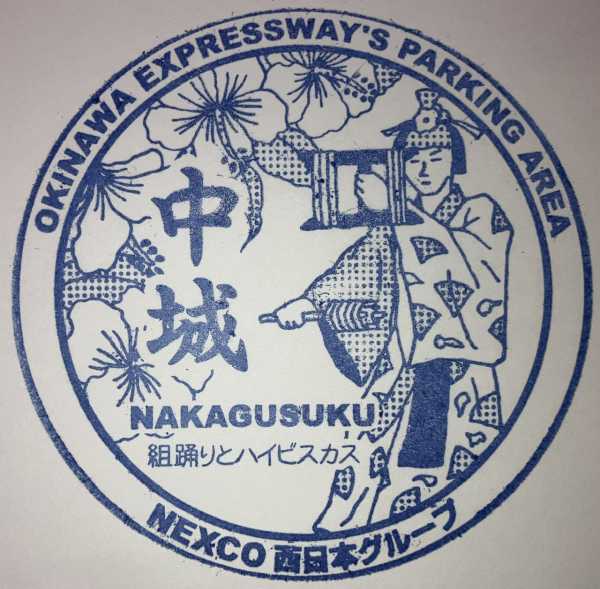 OKINAWA EXPRESSWAY'S PARKING AREA
中城
NAKAGUSUKU
組踊りとハイビスカス
NEXCO 西日本グループ